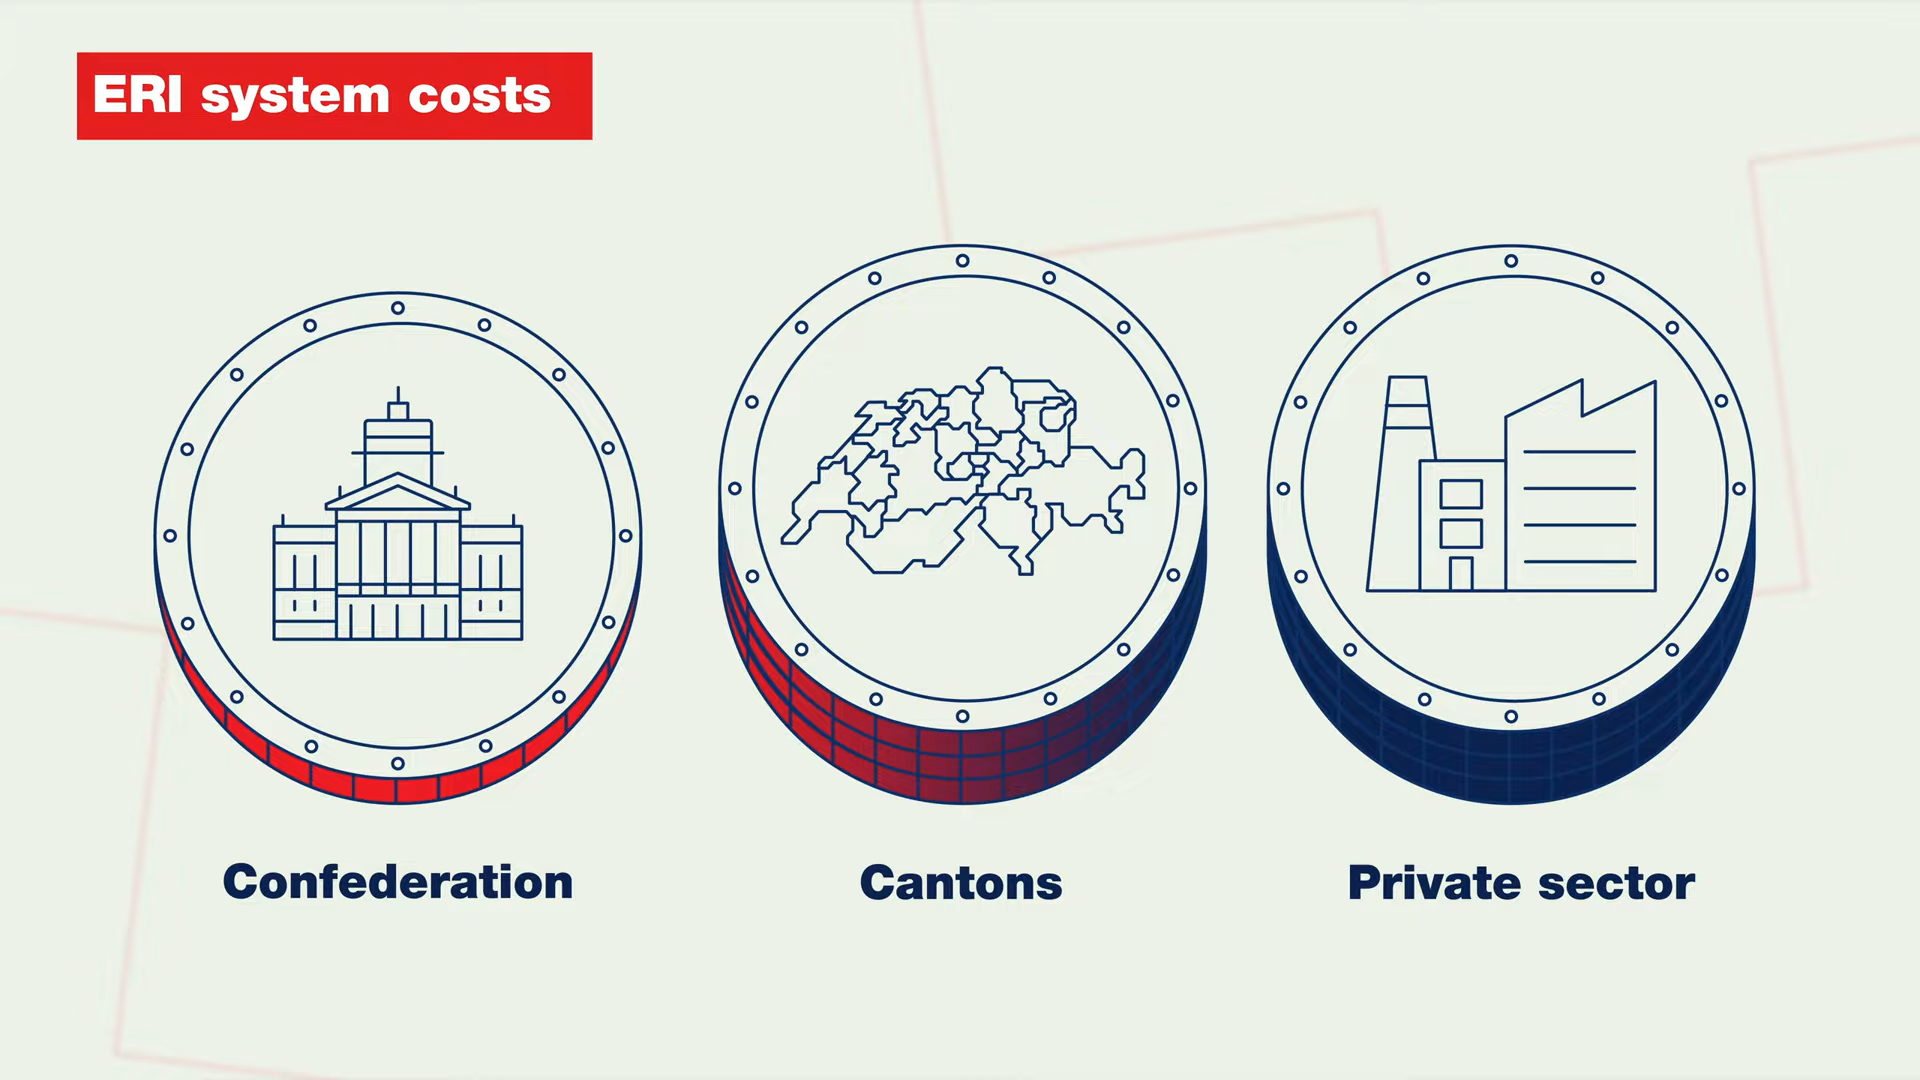 ERI system costs
Confederation
Cantons
Private sector